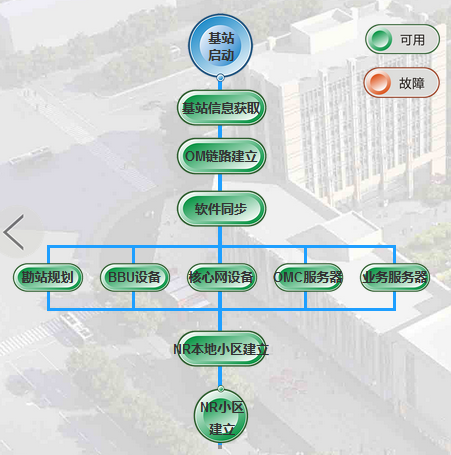 基站
启动
可用
故障
基站信息获取
OM链路建立
软件同步
勘站规划
BBU设备
核心网设备
OMC服务器
业务服务器
NR本地小区建立
NR小区
建立